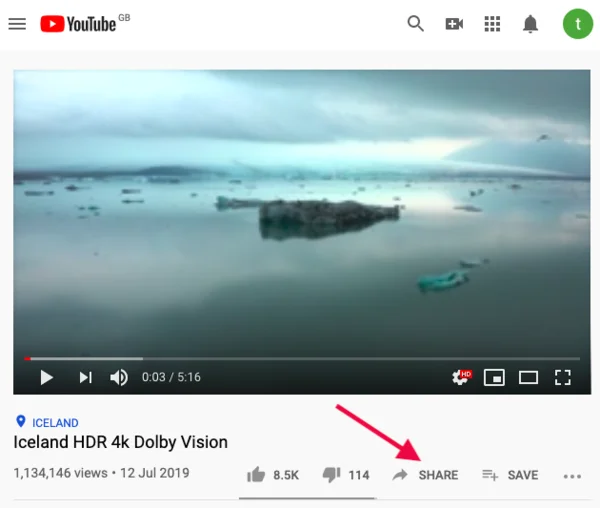 YouTube GB
t
HD
0:03 / 5:16
ICELAND
Iceland HDR 4k Dolby Vision
1,134,146 views • 12 Jul 2019 8.5K 114 SHARE SAVE